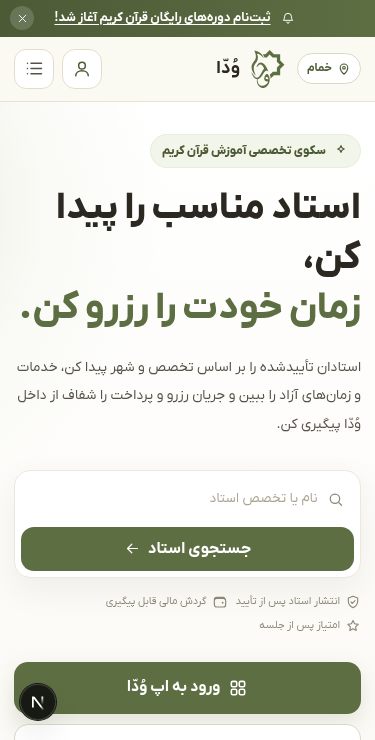 ثبت‌نام دوره‌های رایگان قرآن کریم آغاز شد!
خمام
وُدّا
سکوی تخصصی آموزش قرآن کریم
استاد مناسب را پیدا
کن،
زمان خودت را رزرو کن.
استادان تأییدشده را بر اساس تخصص و شهر پیدا کن، خدمات
و زمان‌های آزاد را ببین و جریان رزرو و پرداخت را شفاف از داخل
وُدّا پیگیری کن.
نام یا تخصص استاد
جستجوی استاد
انتشار استاد پس از تأیید
گردش مالی قابل پیگیری
امتیاز پس از جلسه
ورود به اپ وُدّا
N